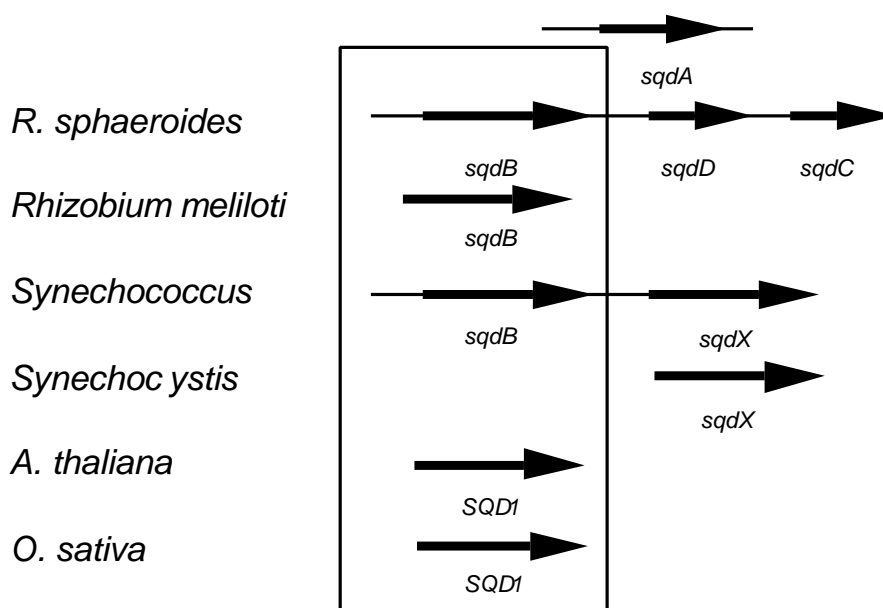 sqdA
R. sphaeroides
sqdB sqdD sqdC
Rhizobium meliloti
sqdB
Synechococcus
sqdB sqdX
Synechoc ystis
sqdX
A. thaliana
SQD1
O. sativa
SQD1